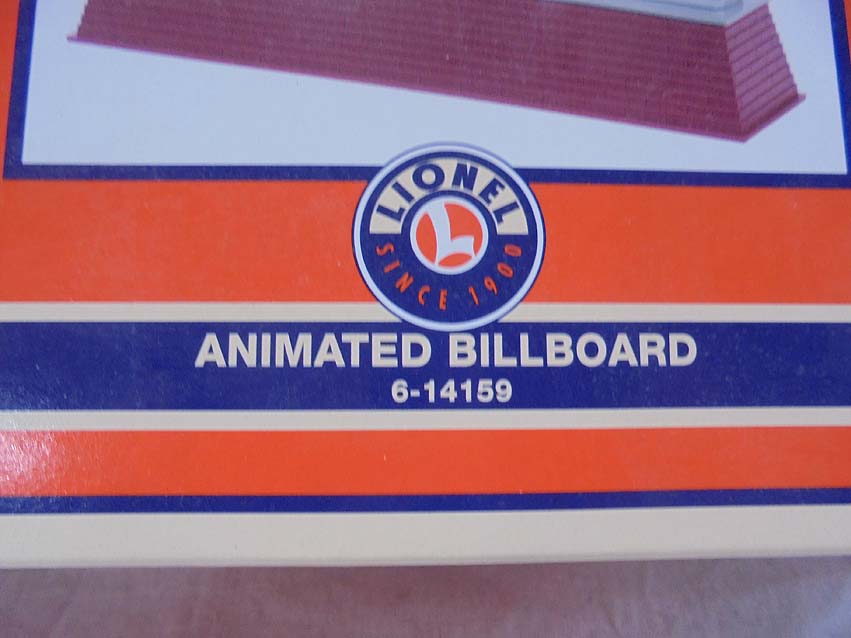 LIONEL
SINCE 1900
ANIMATED BILLBOARD
6-14159